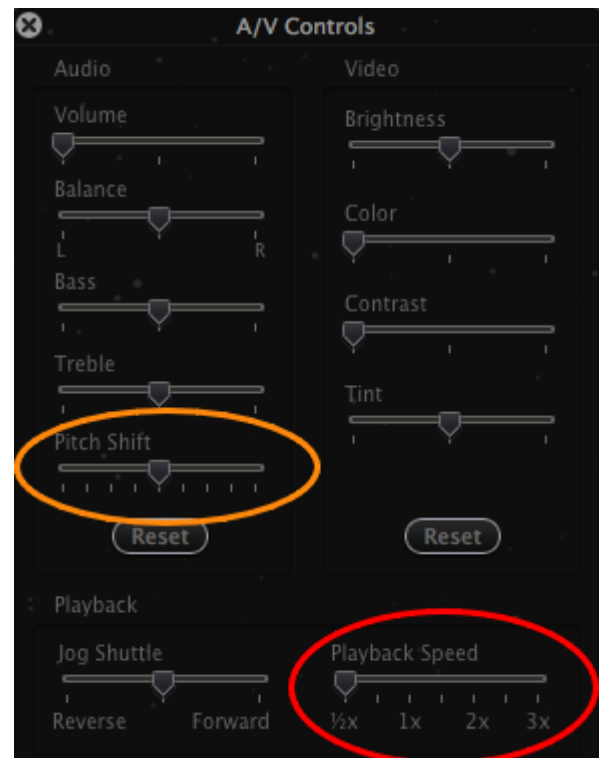 A/V Controls
Audio
Volume
Balance
L R
Bass
Treble
Pitch Shift
Reset
Video
Brightness
Color
Contrast
Tint
Reset
Playback
Jog Shuttle
Reverse Forward
Playback Speed
½x 1x 2x 3x